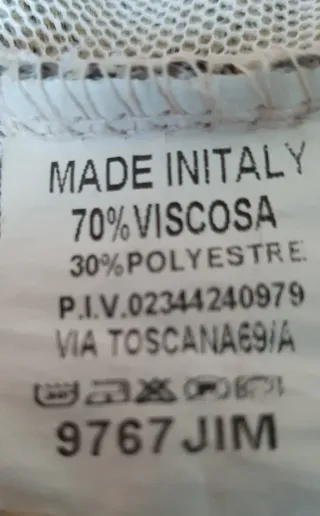 MADE INITALY
70%VISCOSA
30%POLYESTRE
P.I.V.02344240979
VIA TOSCANA69/A
9767JIM